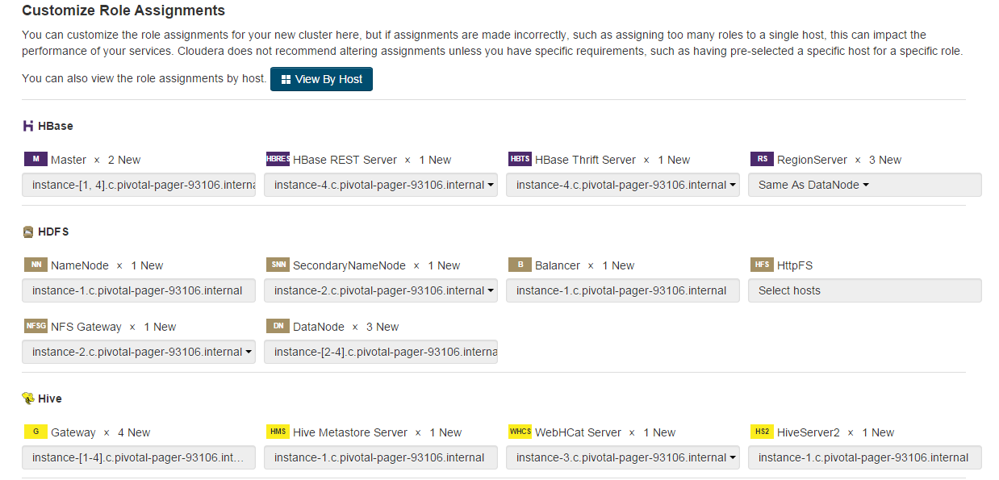 Customize Role Assignments
You can customize the role assignments for your new cluster here, but if assignments are made incorrectly, such as assigning too many roles to a single host, this can impact the
performance of your services. Cloudera does not recommend altering assignments unless you have specific requirements, such as having pre-selected a specific host for a specific role.
You can also view the role assignments by host. View By Host
HBase
M Master × 2 New HBRES HBase REST Server × 1 New HBTS HBase Thrift Server × 1 New RS RegionServer × 3 New
instance-[1, 4].c.pivotal-pager-93106.interna instance-4.c.pivotal-pager-93106.internal instance-4.c.pivotal-pager-93106.internal Same As DataNode
HDFS
NN NameNode × 1 New SNN SecondaryNameNode × 1 New B Balancer × 1 New HFS HttpFS
instance-1.c.pivotal-pager-93106.internal instance-2.c.pivotal-pager-93106.internal instance-1.c.pivotal-pager-93106.internal Select hosts
NFSG NFS Gateway × 1 New DN DataNode × 3 New
instance-2.c.pivotal-pager-93106.internal instance-[2-4].c.pivotal-pager-93106.interna
Hive
G Gateway × 4 New HMS Hive Metastore Server × 1 New WHCS WebHCat Server × 1 New HS2 HiveServer2 × 1 New
instance-[1-4].c.pivotal-pager-93106.int... instance-1.c.pivotal-pager-93106.internal instance-3.c.pivotal-pager-93106.internal instance-1.c.pivotal-pager-93106.internal